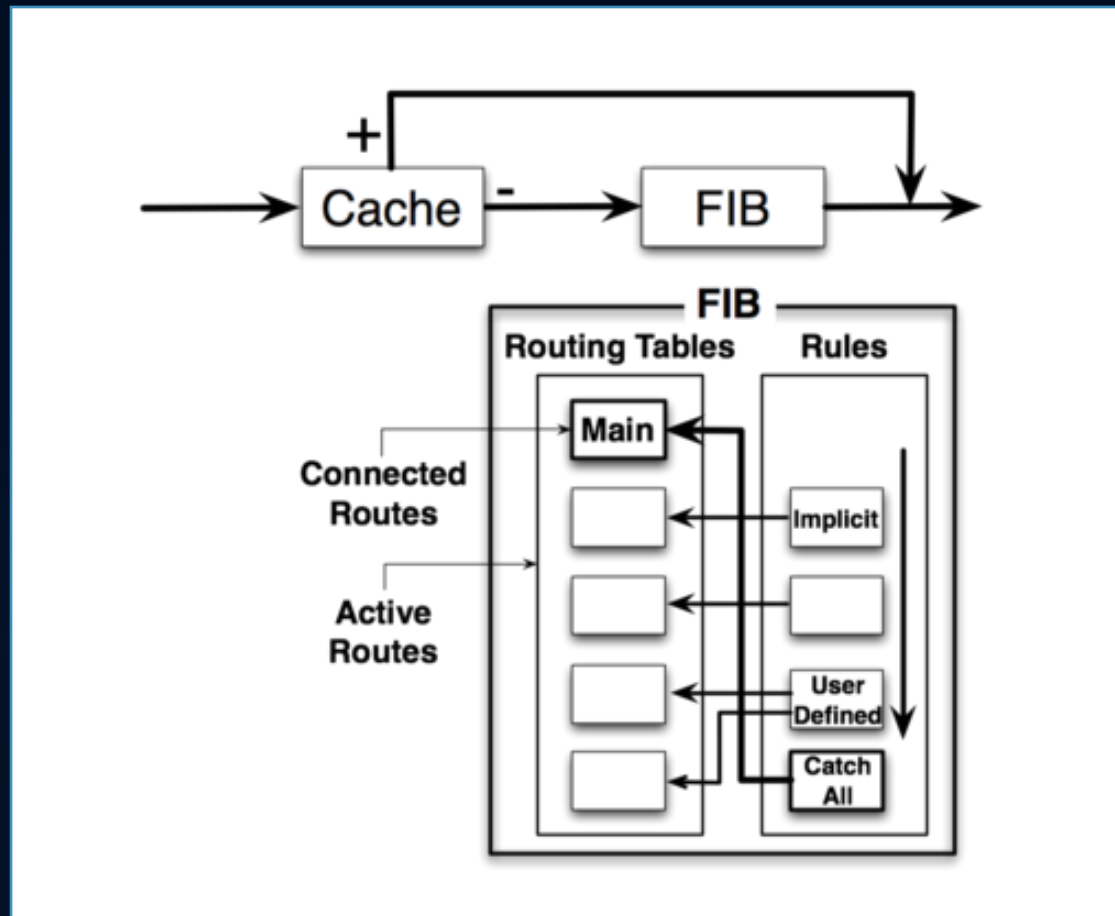 +
Cache
-
FIB
FIB
Routing Tables
Rules
Main
Connected
Routes
Implicit
Active
Routes
User
Defined
Catch
All